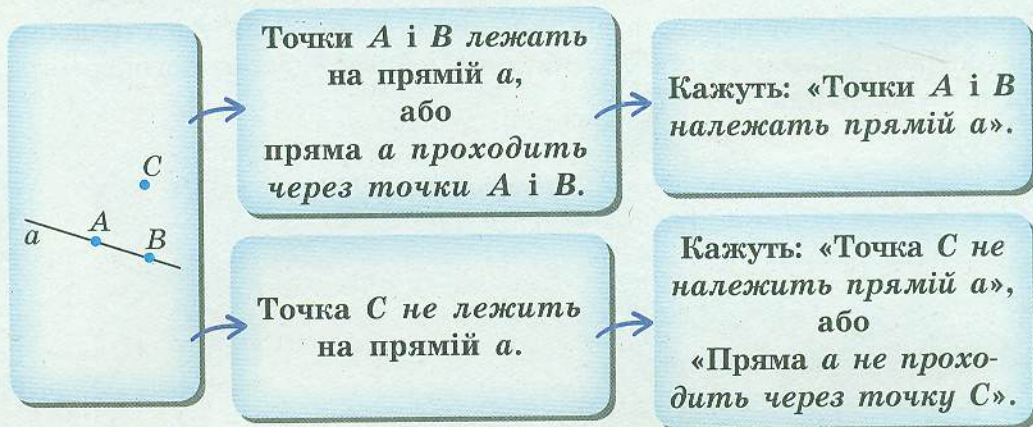 C
A
a
B
Точки A і B лежать
на прямій a,
або
пряма a проходить
через точки A і B.
Кажуть: «Точки A і B
належать прямій a».
Точка C не лежить
на прямій a.
Кажуть: «Точка C не
належить прямій a»,
або
«Пряма a не прохо-
дить через точку C».